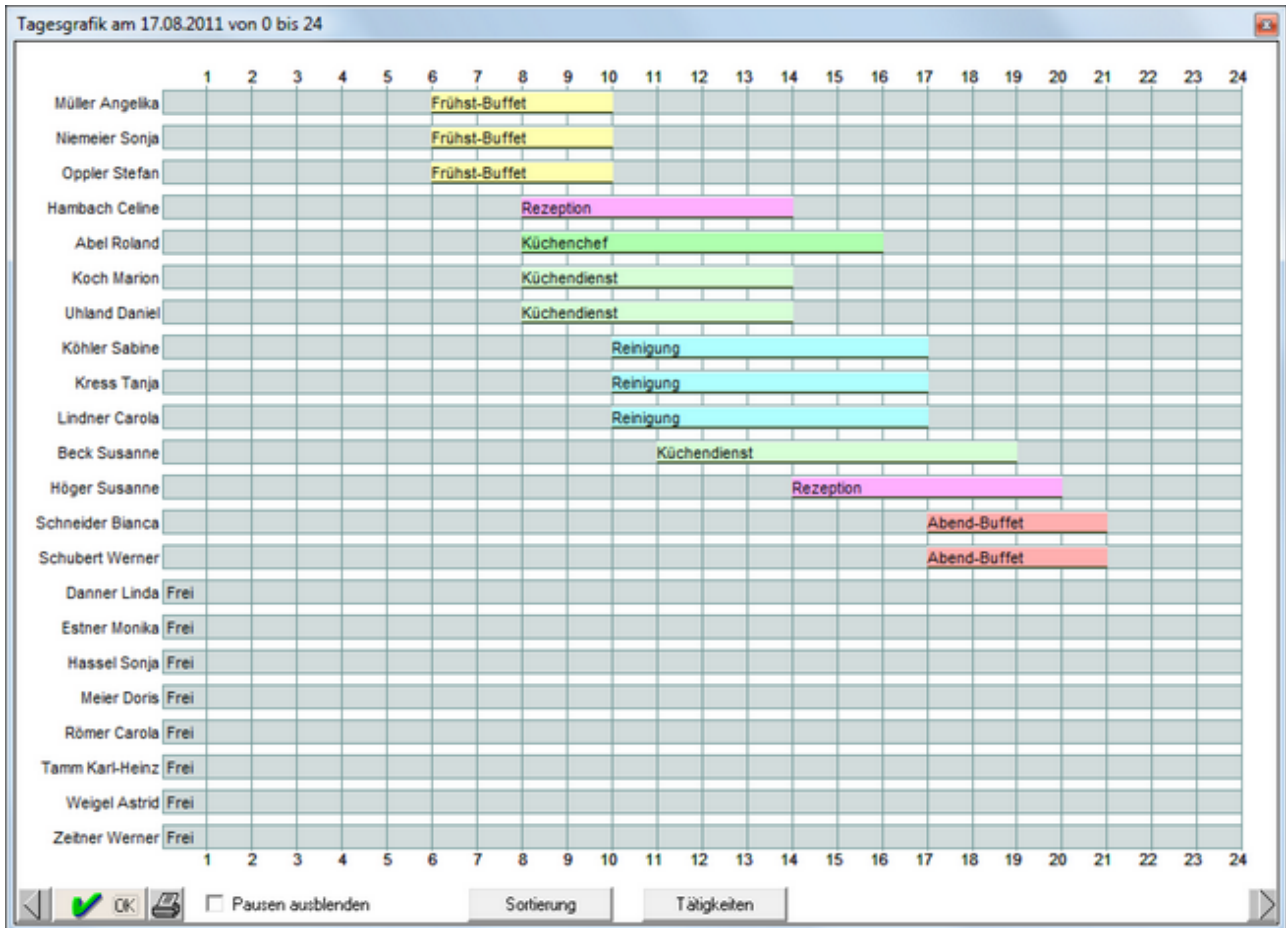 Tagesgrafik am 17.08.2011 von 0 bis 24
1 2 3 4 5 6 7 8 9 10 11 12 13 14 15 16 17 18 19 20 21 22 23 24
Müller Angelika Frühst-Buffet
Niemeier Sonja Frühst-Buffet
Oppler Stefan Frühst-Buffet
Hambach Celine Rezeption
Abel Roland Küchenchef
Koch Marion Küchendienst
Uhland Daniel Küchendienst
Köhler Sabine Reinigung
Kress Tanja Reinigung
Lindner Carola Reinigung
Beck Susanne Küchendienst
Höger Susanne Rezeption
Schneider Bianca Abend-Buffet
Schubert Werner Abend-Buffet
Danner Linda Frei
Estner Monika Frei
Hassel Sonja Frei
Meier Doris Frei
Römer Carola Frei
Tamm Karl-Heinz Frei
Weigel Astrid Frei
Zeitner Werner Frei
1 2 3 4 5 6 7 8 9 10 11 12 13 14 15 16 17 18 19 20 21 22 23 24
OK Pausen ausblenden Sortierung Tätigkeiten